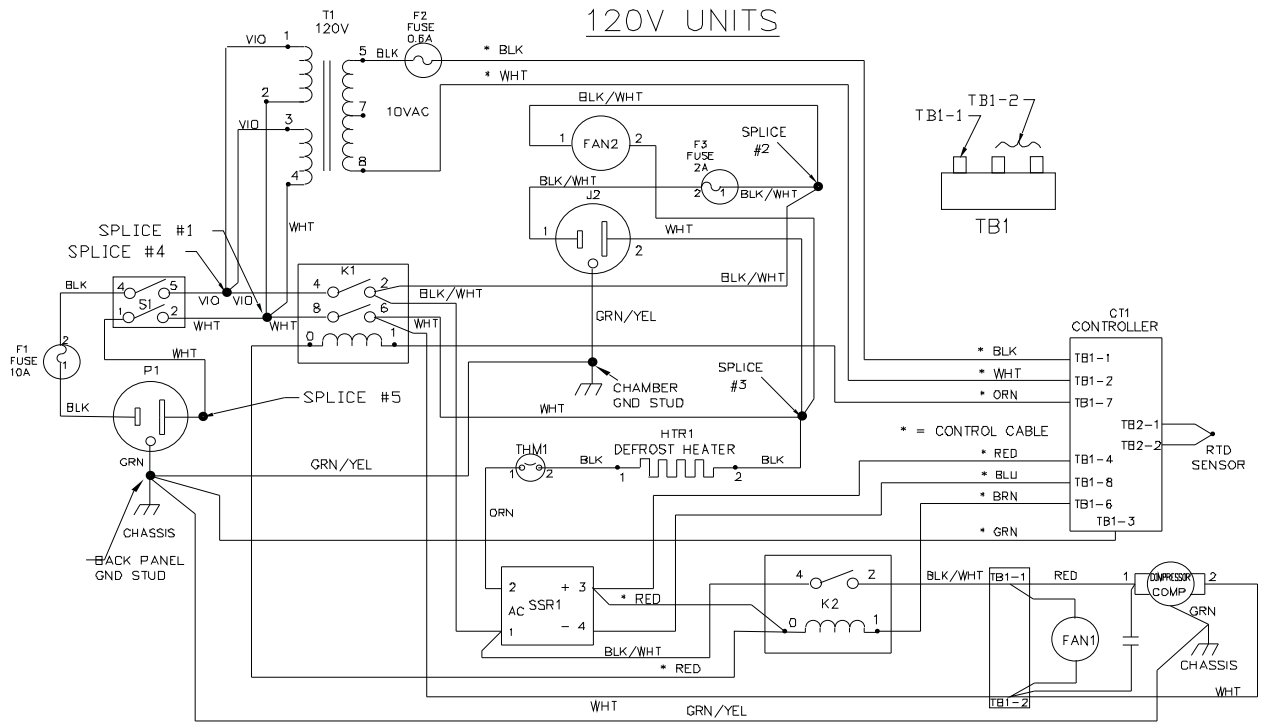 120V UNITS
T1
120V
F2
FUSE
0.6A
VIO
1
5
BLK
* BLK
* WHT
2
7
10VAC
VIO
3
4
8
WHT
BLK/WHT
1
FAN2
2
F3
FUSE
2A
SPLICE
#2
BLK/WHT
2
1
BLK/WHT
J2
1
2
WHT
TB1-2
TB1-1
TB1
SPLICE #1
SPLICE #4
BLK
4
5
S1
1
2
VIO
VIO
WHT
WHT
K1
4
2
BLK/WHT
8
6
WHT
0
1
BLK/WHT
GRN/YEL
F1
FUSE
10A
2
1
WHT
P1
BLK
SPLICE #5
GRN
CHAMBER
GND STUD
SPLICE
#3
WHT
CT1
CONTROLLER
* BLK
TB1-1
* WHT
TB1-2
* ORN
TB1-7
TB2-1
TB2-2
RTD
SENSOR
* = CONTROL CABLE
* RED
TB1-4
* BLU
TB1-8
* BRN
TB1-6
TB1-3
* GRN
GRN/YEL
THM1
1
2
BLK
HTR1
DEFROST HEATER
1
2
BLK
ORN
CHASSIS
BACK PANEL
GND STUD
2
+ 3
AC
SSR1
1
- 4
* RED
BLK/WHT
* RED
4
2
K2
0
1
BLK/WHT
TB1-1
RED
1
COMPRESSOR
COMP
2
GRN
FAN1
CHASSIS
TB1-2
WHT
WHT
GRN/YEL